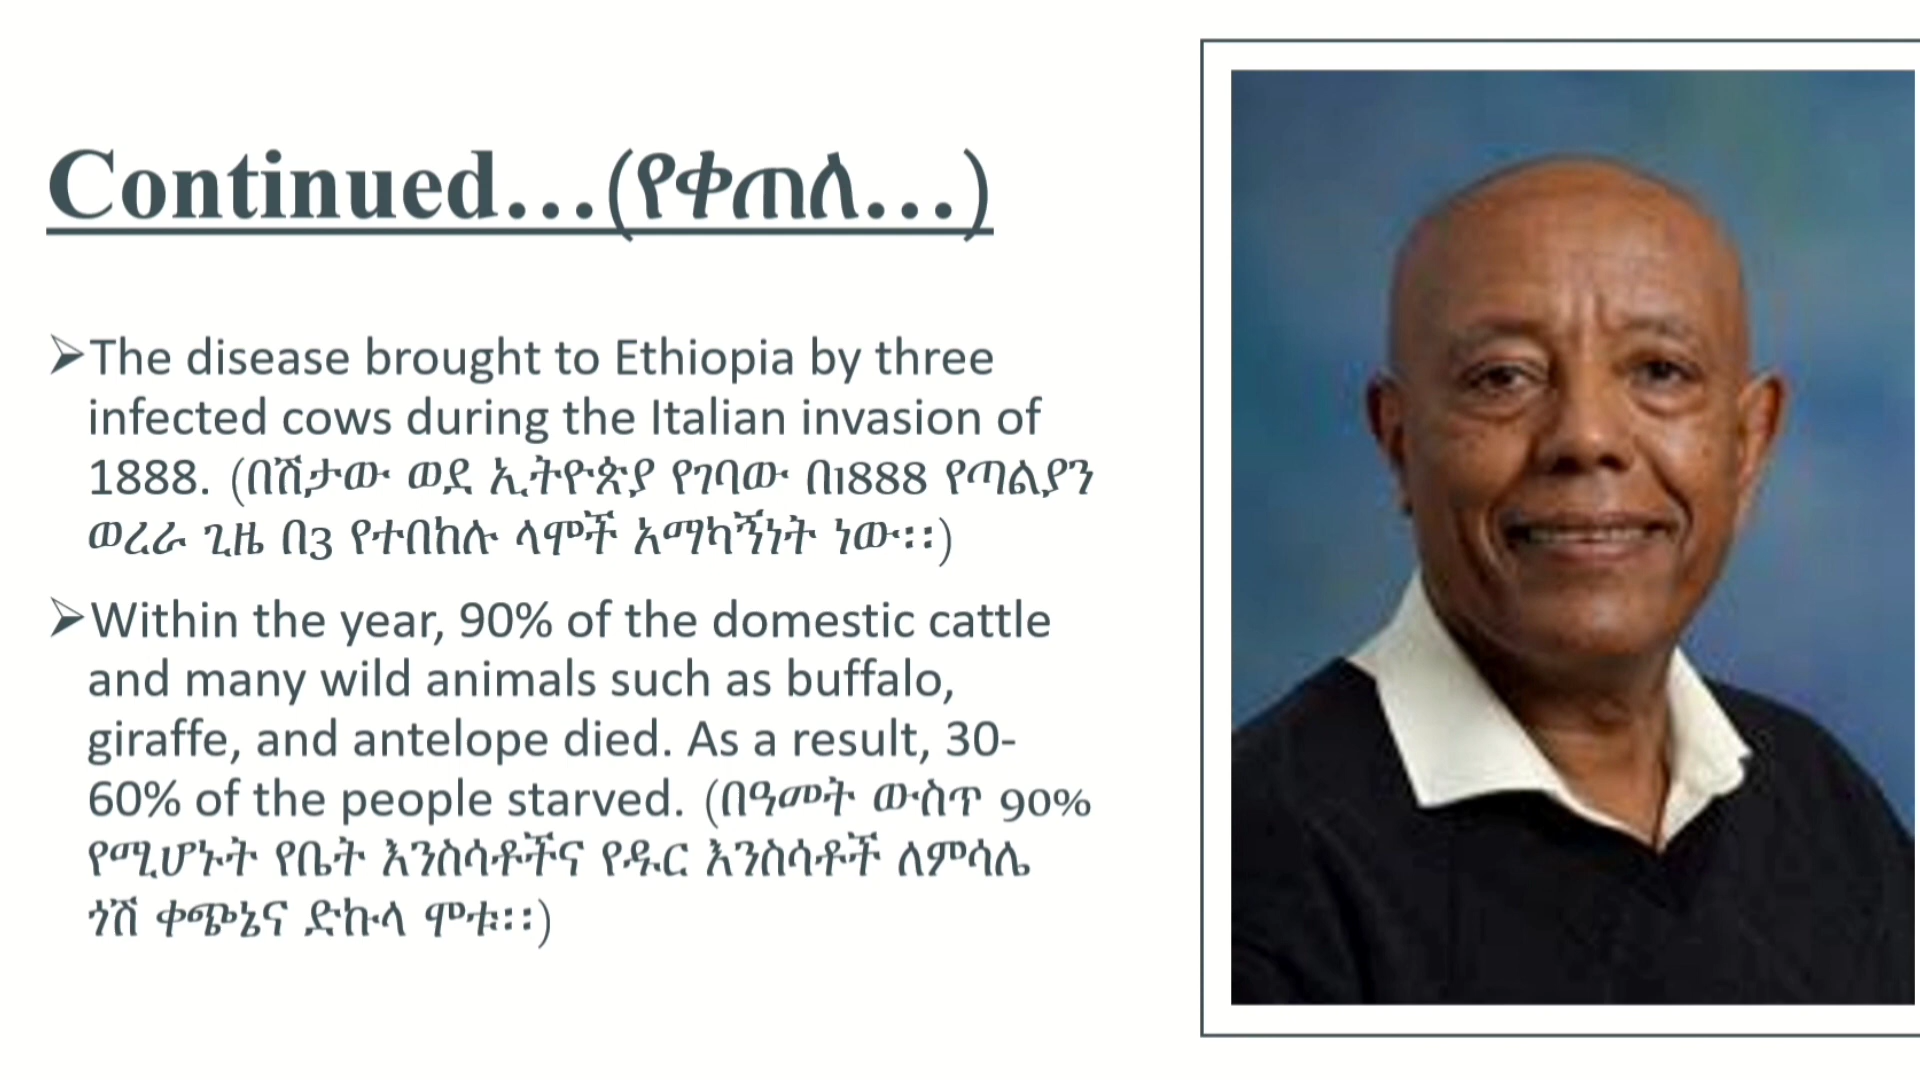 Continued…(የቀጠለ…)
➢The disease brought to Ethiopia by three
infected cows during the Italian invasion of
1888. (በሽታው ወደ ኢትዮጵያ የገባው በ1888 የጣልያን
ወረራ ጊዜ በ3 የተበከሉ ላሞች አማካኝነት ነው፡፡)
➢Within the year, 90% of the domestic cattle
and many wild animals such as buffalo,
giraffe, and antelope died. As a result, 30-
60% of the people starved. (በዓመት ውስጥ 90%
የሚሆኑት የቤት እንስሳቶችና የዱር እንስሳቶች ለምሳሌ
ጎሽ ቀጭኔና ድኩላ ሞቱ፡፡)